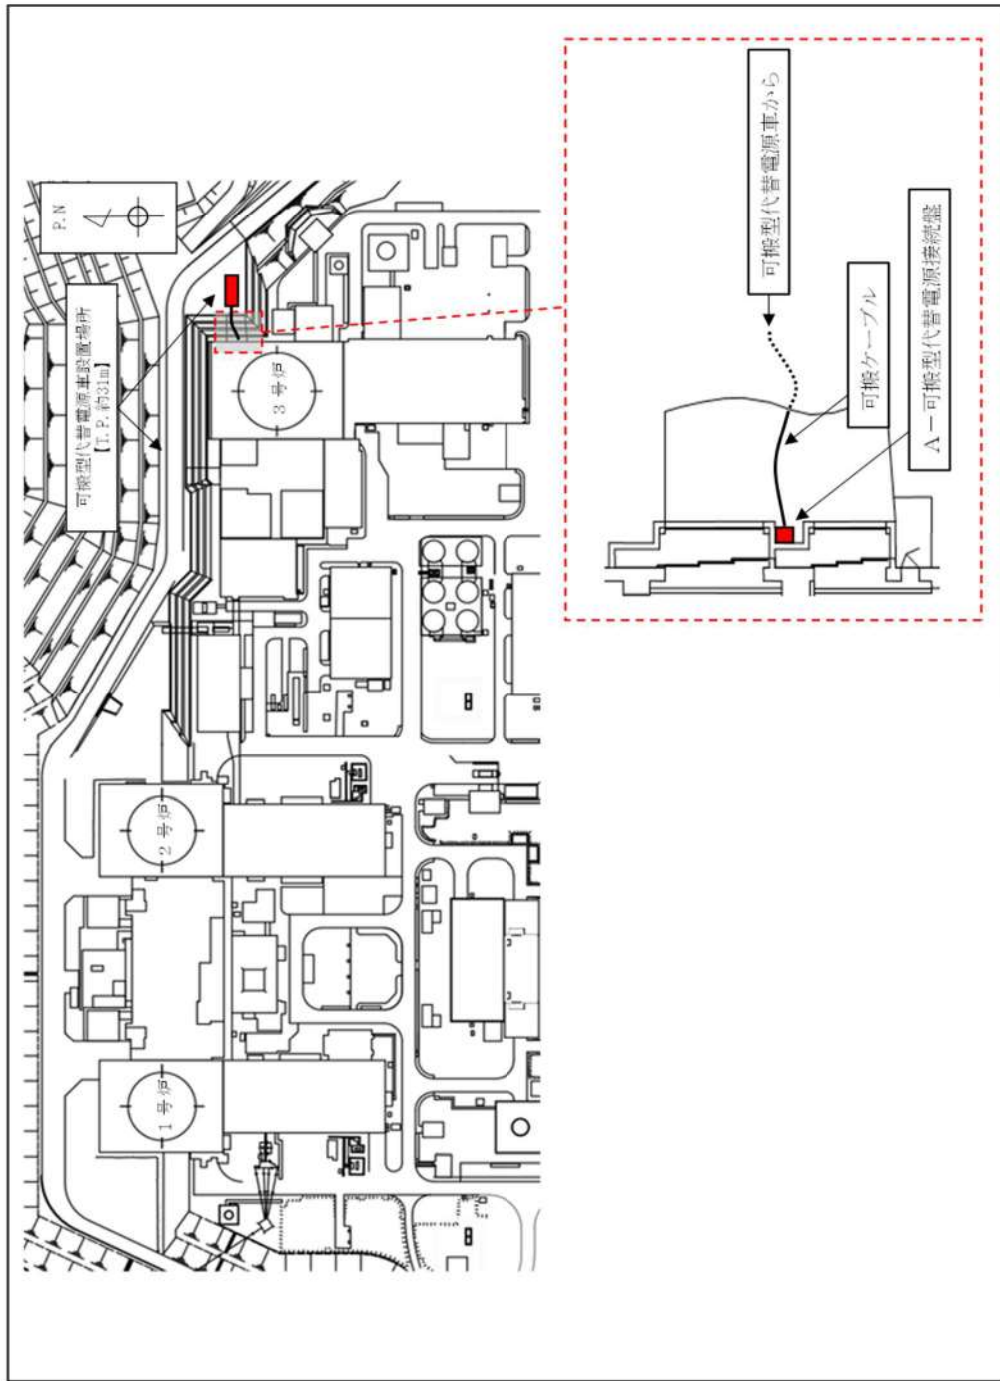 P.N
可搬型代替電源車設置場所
【T.P.約31m】
1号炉
2号炉
3号炉
可搬型代替電源車から
可搬ケーブル
A－可搬型代替電源接続盤